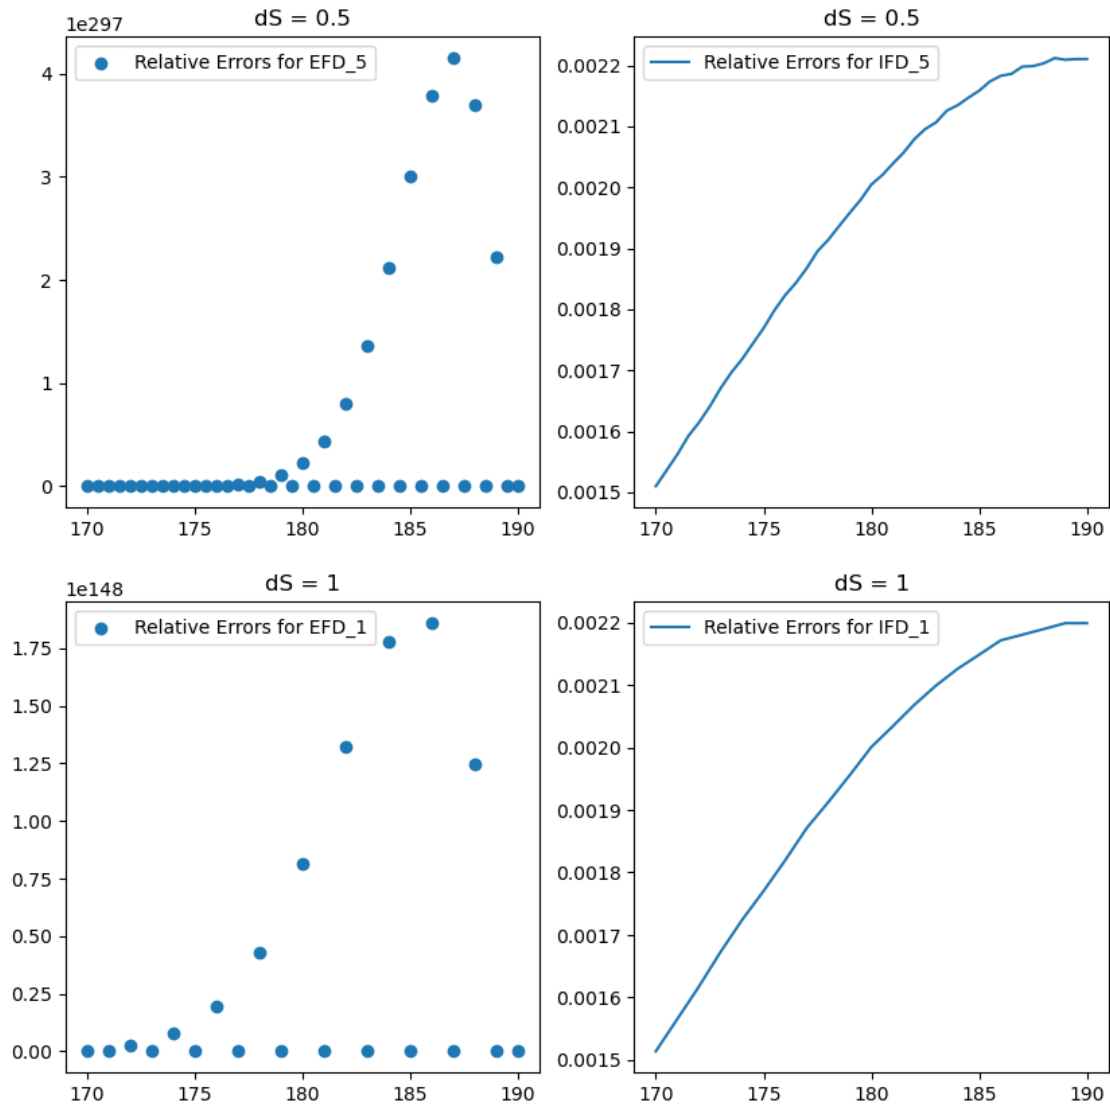 dS = 0.5
1e297
Relative Errors for EFD_5
4
3
2
1
0
170 175 180 185 190
dS = 0.5
Relative Errors for IFD_5
0.0022
0.0021
0.0020
0.0019
0.0018
0.0017
0.0016
0.0015
170 175 180 185 190
dS = 1
1e148
Relative Errors for EFD_1
1.75
1.50
1.25
1.00
0.75
0.50
0.25
0.00
170 175 180 185 190
dS = 1
Relative Errors for IFD_1
0.0022
0.0021
0.0020
0.0019
0.0018
0.0017
0.0016
0.0015
170 175 180 185 190